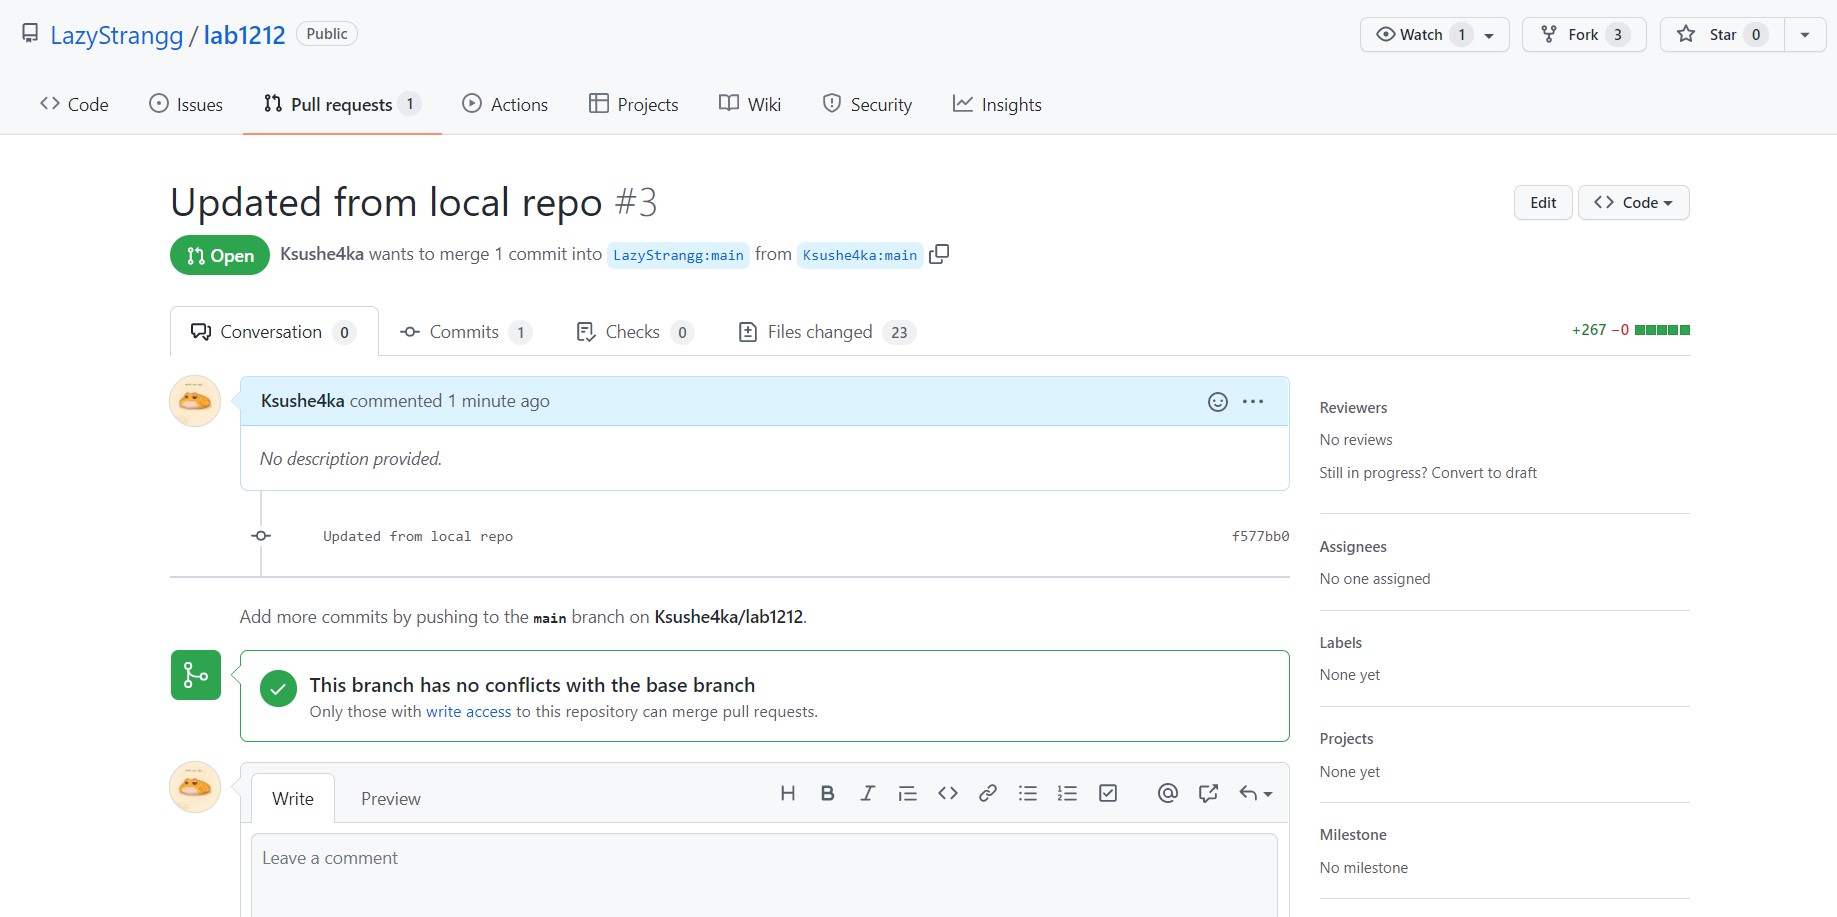 LazyStrangg / lab1212 Public Watch 1 Fork 3 Star 0
Code Issues Pull requests 1 Actions Projects Wiki Security Insights
Updated from local repo #3 Edit Code
Open Ksushe4ka wants to merge 1 commit into LazyStrangg:main from Ksushe4ka:main
Conversation 0 Commits 1 Checks 0 Files changed 23 +267 −0
Ksushe4ka commented 1 minute ago
No description provided.
Updated from local repo f577bb0
Add more commits by pushing to the main branch on Ksushe4ka/lab1212.
This branch has no conflicts with the base branch
Only those with write access to this repository can merge pull requests.
Write Preview
Leave a comment
Reviewers
No reviews
Still in progress? Convert to draft
Assignees
No one assigned
Labels
None yet
Projects
None yet
Milestone
No milestone